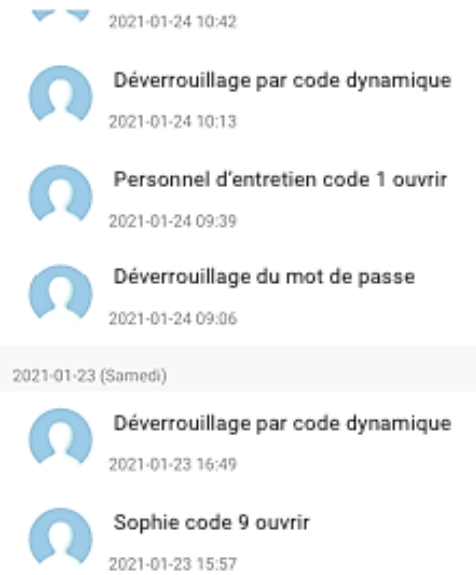 2021-01-24 10:42
Déverrouillage par code dynamique
2021-01-24 10:13
Personnel d'entretien code 1 ouvrir
2021-01-24 09:39
Déverrouillage du mot de passe
2021-01-24 09:06
2021-01-23 (Samedi)
Déverrouillage par code dynamique
2021-01-23 16:49
Sophie code 9 ouvrir
2021-01-23 15:57